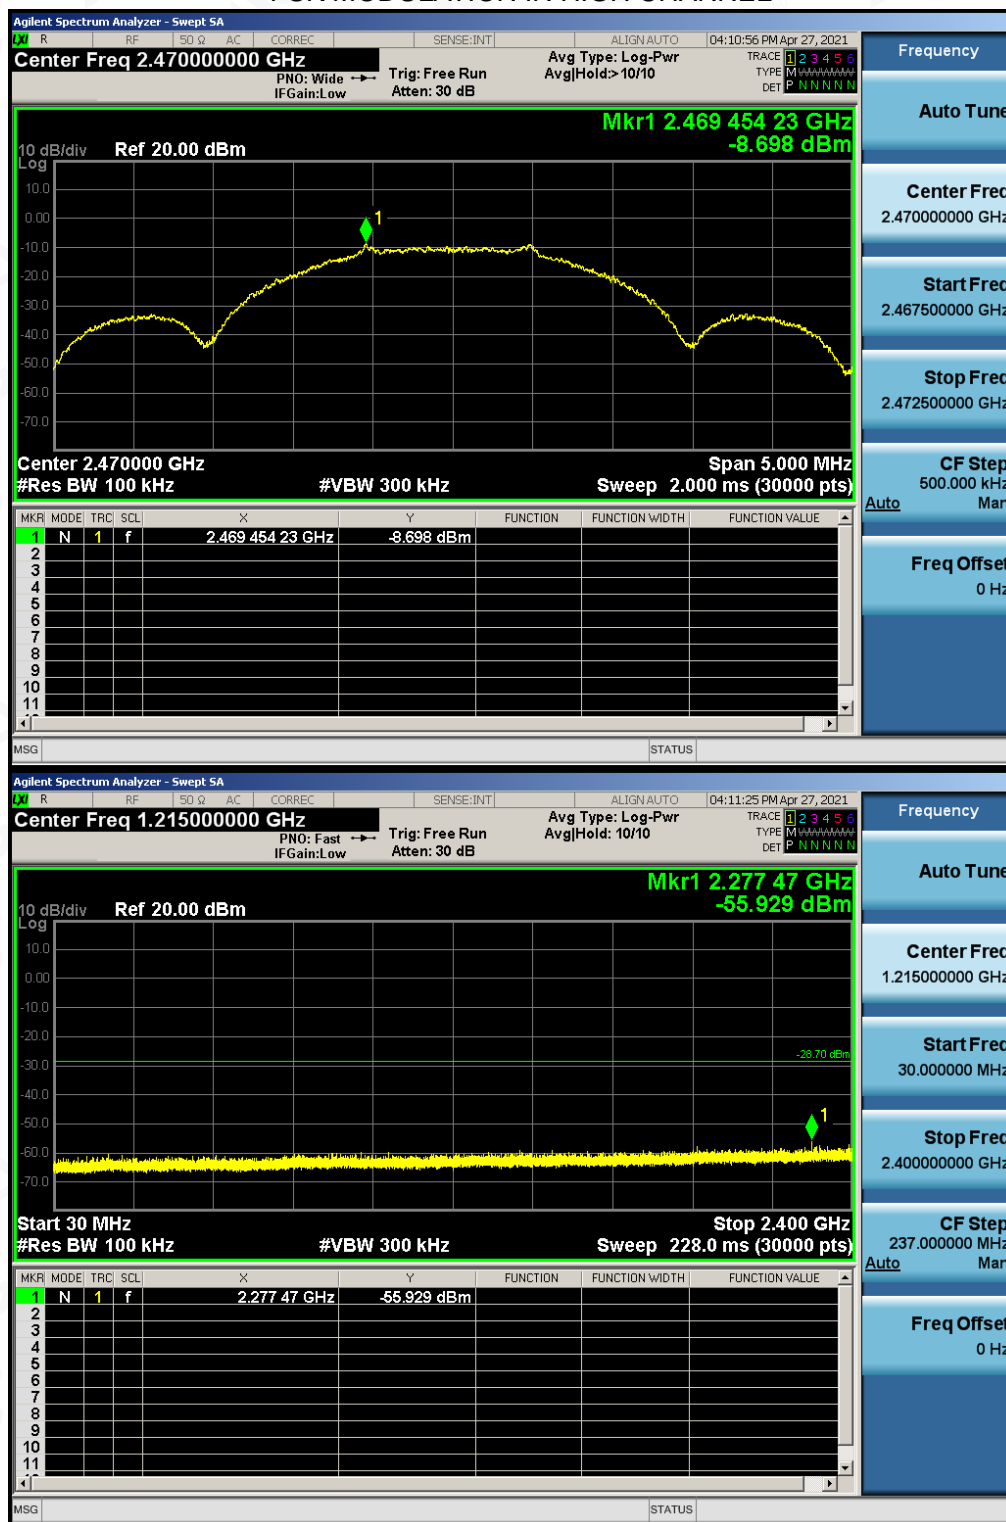 Agilent Spectrum Analyzer - Swept SA
LXI R RF 50 Ω AC CORREC SENSE:INT ALIGN AUTO 04:10:56 PM Apr 27, 2021
Center Freq 2.470000000 GHz
PNO: Wide
IFGain:Low
Trig: Free Run
Atten: 30 dB
Avg Type: Log-Pwr
Avg|Hold:> 10/10
TRACE 1 2 3 4 5 6
TYPE M
DET P N N N N N
Mkr1 2.469 454 23 GHz
-8.698 dBm
10 dB/div Ref 20.00 dBm
Log
10.0
0.00
1
-10.0
-20.0
-30.0
-40.0
-50.0
-60.0
-70.0
Center 2.470000 GHz Span 5.000 MHz
#Res BW 100 kHz #VBW 300 kHz Sweep 2.000 ms (30000 pts)
MKR MODE TRC SCL X Y FUNCTION FUNCTION WIDTH FUNCTION VALUE
1 N 1 f 2.469 454 23 GHz -8.698 dBm
2
3
4
5
6
7
8
9
10
11
MSG STATUS
Frequency
Auto Tune
Center Freq
2.470000000 GHz
Start Freq
2.467500000 GHz
Stop Freq
2.472500000 GHz
CF Step
500.000 kHz
Auto Man
Freq Offset
0 Hz
Agilent Spectrum Analyzer - Swept SA
LXI R RF 50 Ω AC CORREC SENSE:INT ALIGN AUTO 04:11:25 PM Apr 27, 2021
Center Freq 1.215000000 GHz
PNO: Fast
IFGain:Low
Trig: Free Run
Atten: 30 dB
Avg Type: Log-Pwr
Avg|Hold: 10/10
TRACE 1 2 3 4 5 6
TYPE M
DET P N N N N N
Mkr1 2.277 47 GHz
-55.929 dBm
10 dB/div Ref 20.00 dBm
Log
10.0
0.00
-10.0
-20.0
-28.70 dBm
-30.0
-40.0
1
-50.0
-60.0
-70.0
Start 30 MHz Stop 2.400 GHz
#Res BW 100 kHz #VBW 300 kHz Sweep 228.0 ms (30000 pts)
MKR MODE TRC SCL X Y FUNCTION FUNCTION WIDTH FUNCTION VALUE
1 N 1 f 2.277 47 GHz -55.929 dBm
2
3
4
5
6
7
8
9
10
11
MSG STATUS
Frequency
Auto Tune
Center Freq
1.215000000 GHz
Start Freq
30.000000 MHz
Stop Freq
2.400000000 GHz
CF Step
237.000000 MHz
Auto Man
Freq Offset
0 Hz